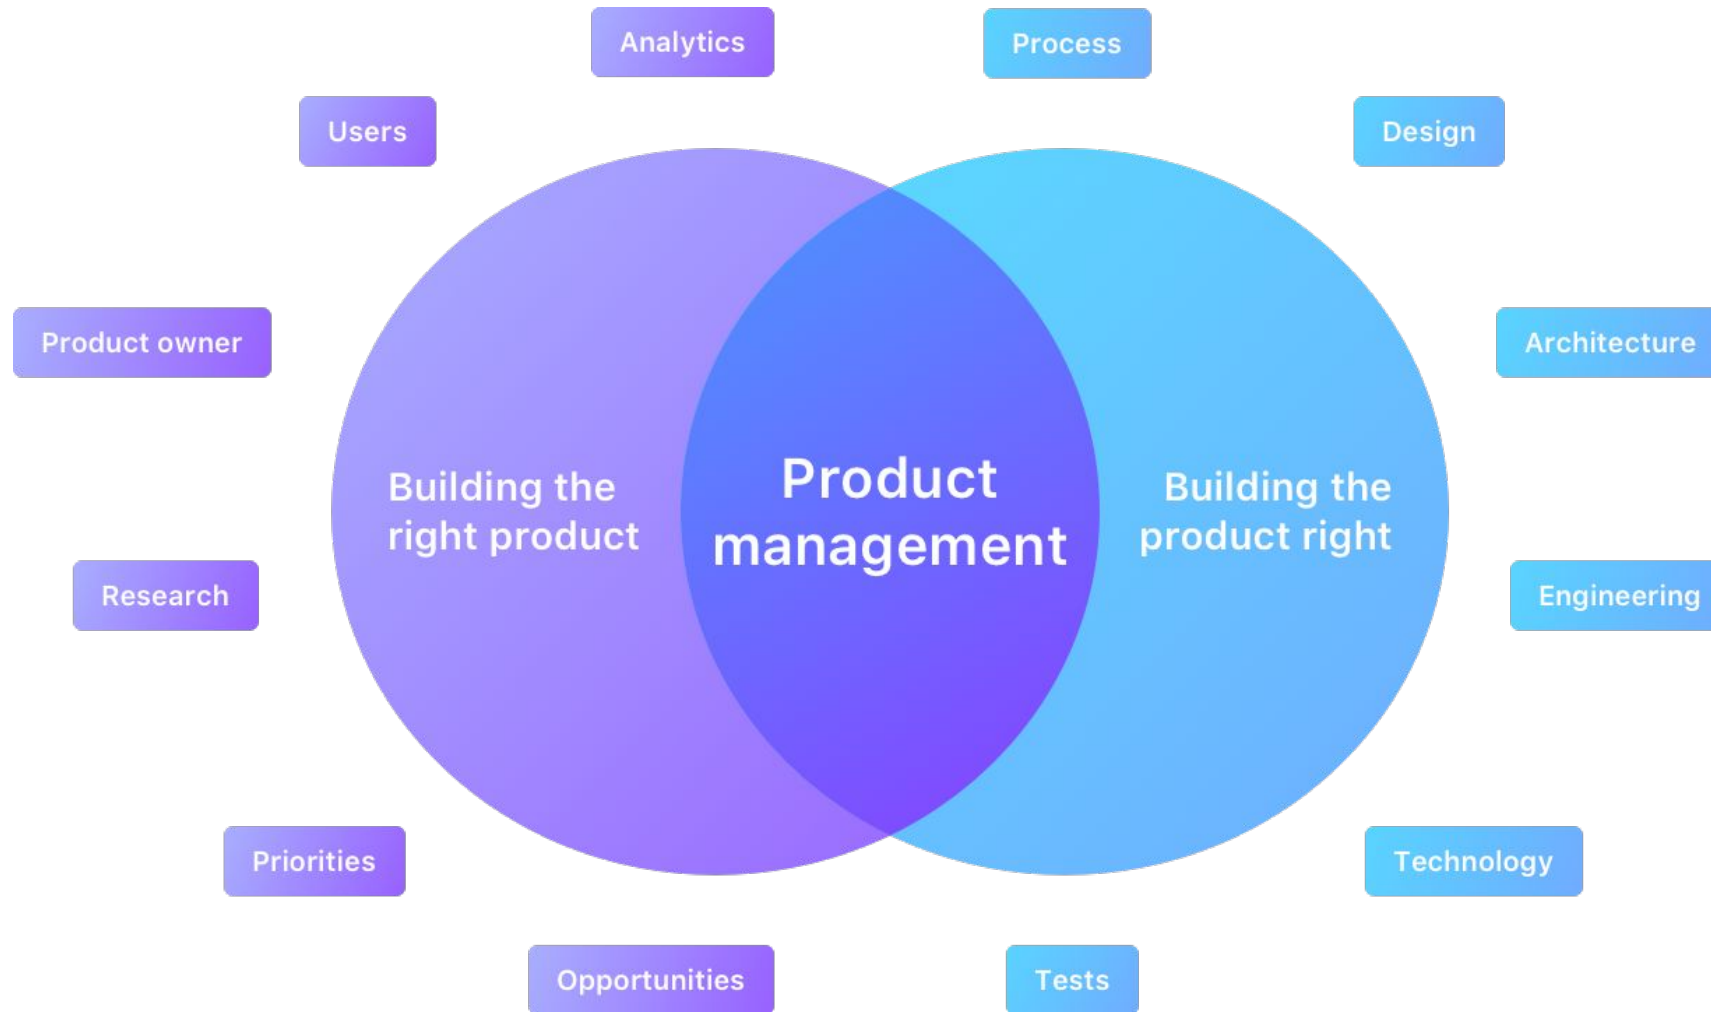 Analytics
Process
Users
Design
Product owner
Architecture
Building the
right product
Product
management
Building the
product right
Research
Engineering
Priorities
Technology
Opportunities
Tests